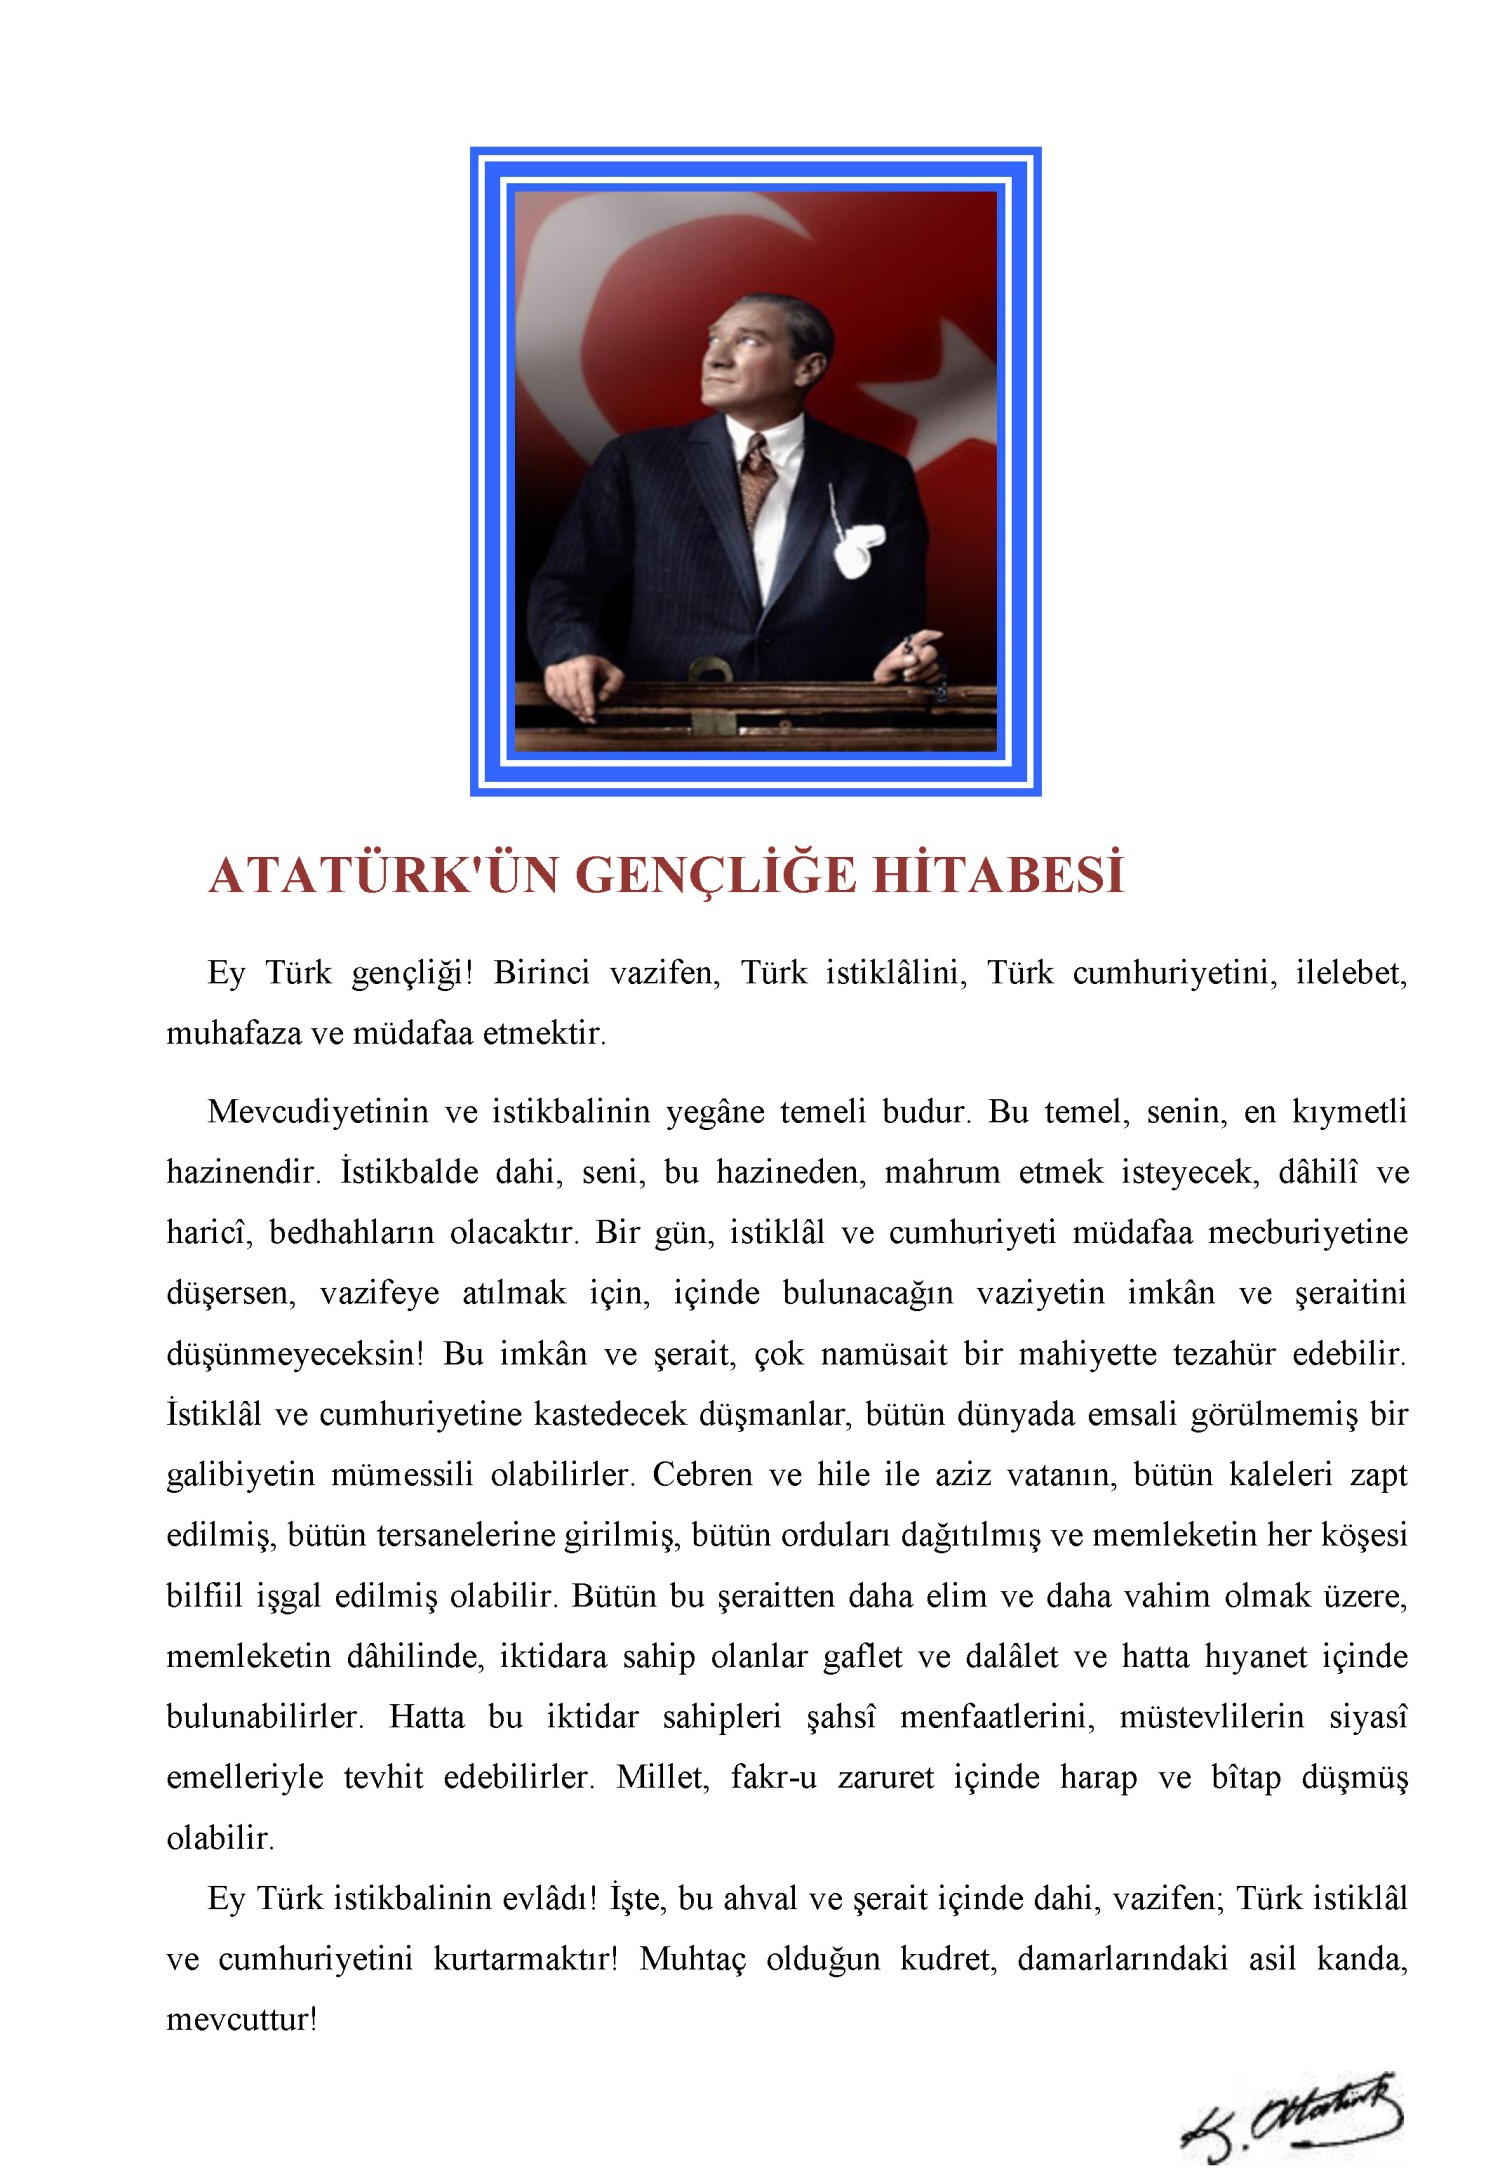 ATATÜRK'ÜN GENÇLİĞE HİTABESİ
Ey Türk gençliği! Birinci vazifen, Türk istiklâlini, Türk cumhuriyetini, ilelebet,
muhafaza ve müdafaa etmektir.
Mevcudiyetinin ve istikbalinin yegâne temeli budur. Bu temel, senin, en kıymetli
hazinendir. İstikbalde dahi, seni, bu hazineden, mahrum etmek isteyecek, dâhilî ve
haricî, bedhahların olacaktır. Bir gün, istiklâl ve cumhuriyeti müdafaa mecburiyetine
düşersen, vazifeye atılmak için, içinde bulunacağın vaziyetin imkân ve şeraitini
düşünmeyeceksin! Bu imkân ve şerait, çok namüsait bir mahiyette tezahür edebilir.
İstiklâl ve cumhuriyetine kastedecek düşmanlar, bütün dünyada emsali görülmemiş bir
galibiyetin mümessili olabilirler. Cebren ve hile ile aziz vatanın, bütün kaleleri zapt
edilmiş, bütün tersanelerine girilmiş, bütün orduları dağıtılmış ve memleketin her köşesi
bilfiil işgal edilmiş olabilir. Bütün bu şeraitten daha elim ve daha vahim olmak üzere,
memleketin dâhilinde, iktidara sahip olanlar gaflet ve dalâlet ve hatta hıyanet içinde
bulunabilirler. Hatta bu iktidar sahipleri şahsî menfaatlerini, müstevlilerin siyasî
emelleriyle tevhit edebilirler. Millet, fakr-u zaruret içinde harap ve bîtap düşmüş
olabilir.
Ey Türk istikbalinin evlâdı! İşte, bu ahval ve şerait içinde dahi, vazifen; Türk istiklâl
ve cumhuriyetini kurtarmaktır! Muhtaç olduğun kudret, damarlarındaki asil kanda,
mevcuttur!
K. Atatürk